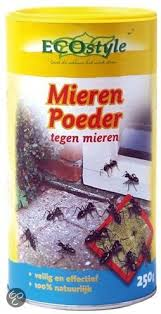 ECOstyle
Mieren
Poeder
tegen mieren
• veilig en effectief
• 100% natuurlijk
250g